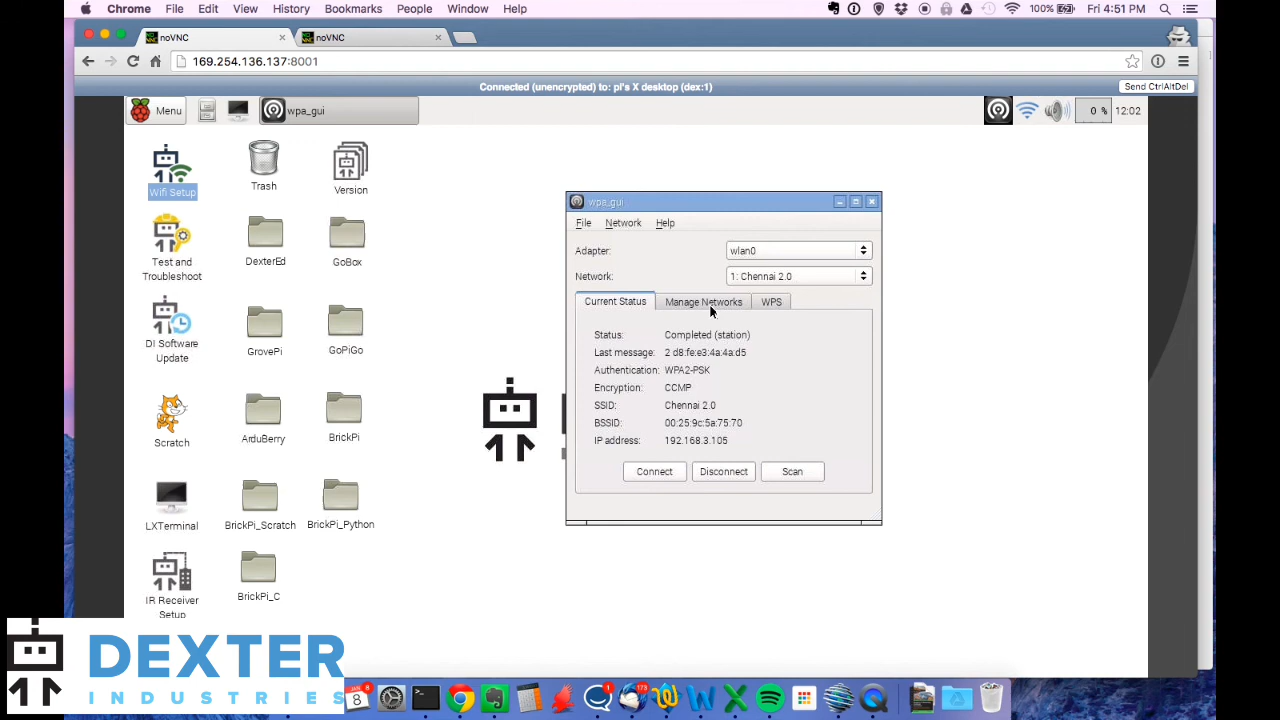 Chrome File Edit View History Bookmarks People Window Help 100% Fri 4:51 PM
noVNC noVNC
169.254.136.137:8001
Connected (unencrypted) to: pi's X desktop (dex:1) Send CtrlAltDel
Menu wpa_gui 0 % 12:02
Wifi Setup Trash Version
Test and
Troubleshoot
DexterEd GoBox
DI Software
Update
GrovePi GoPiGo
Scratch ArduBerry BrickPi
LXTerminal BrickPi_Scratch BrickPi_Python
IR Receiver
Setup
BrickPi_C
wpa_gui
File Network Help
Adapter: wlan0
Network: 1: Chennai 2.0
Current Status Manage Networks WPS
Status: Completed (station)
Last message: 2 d8:fe:e3:4a:4a:d5
Authentication: WPA2-PSK
Encryption: CCMP
SSID: Chennai 2.0
BSSID: 00:25:9c:5a:75:70
IP address: 192.168.3.105
Connect Disconnect Scan
DEXTER
INDUSTRIES
8 1 173